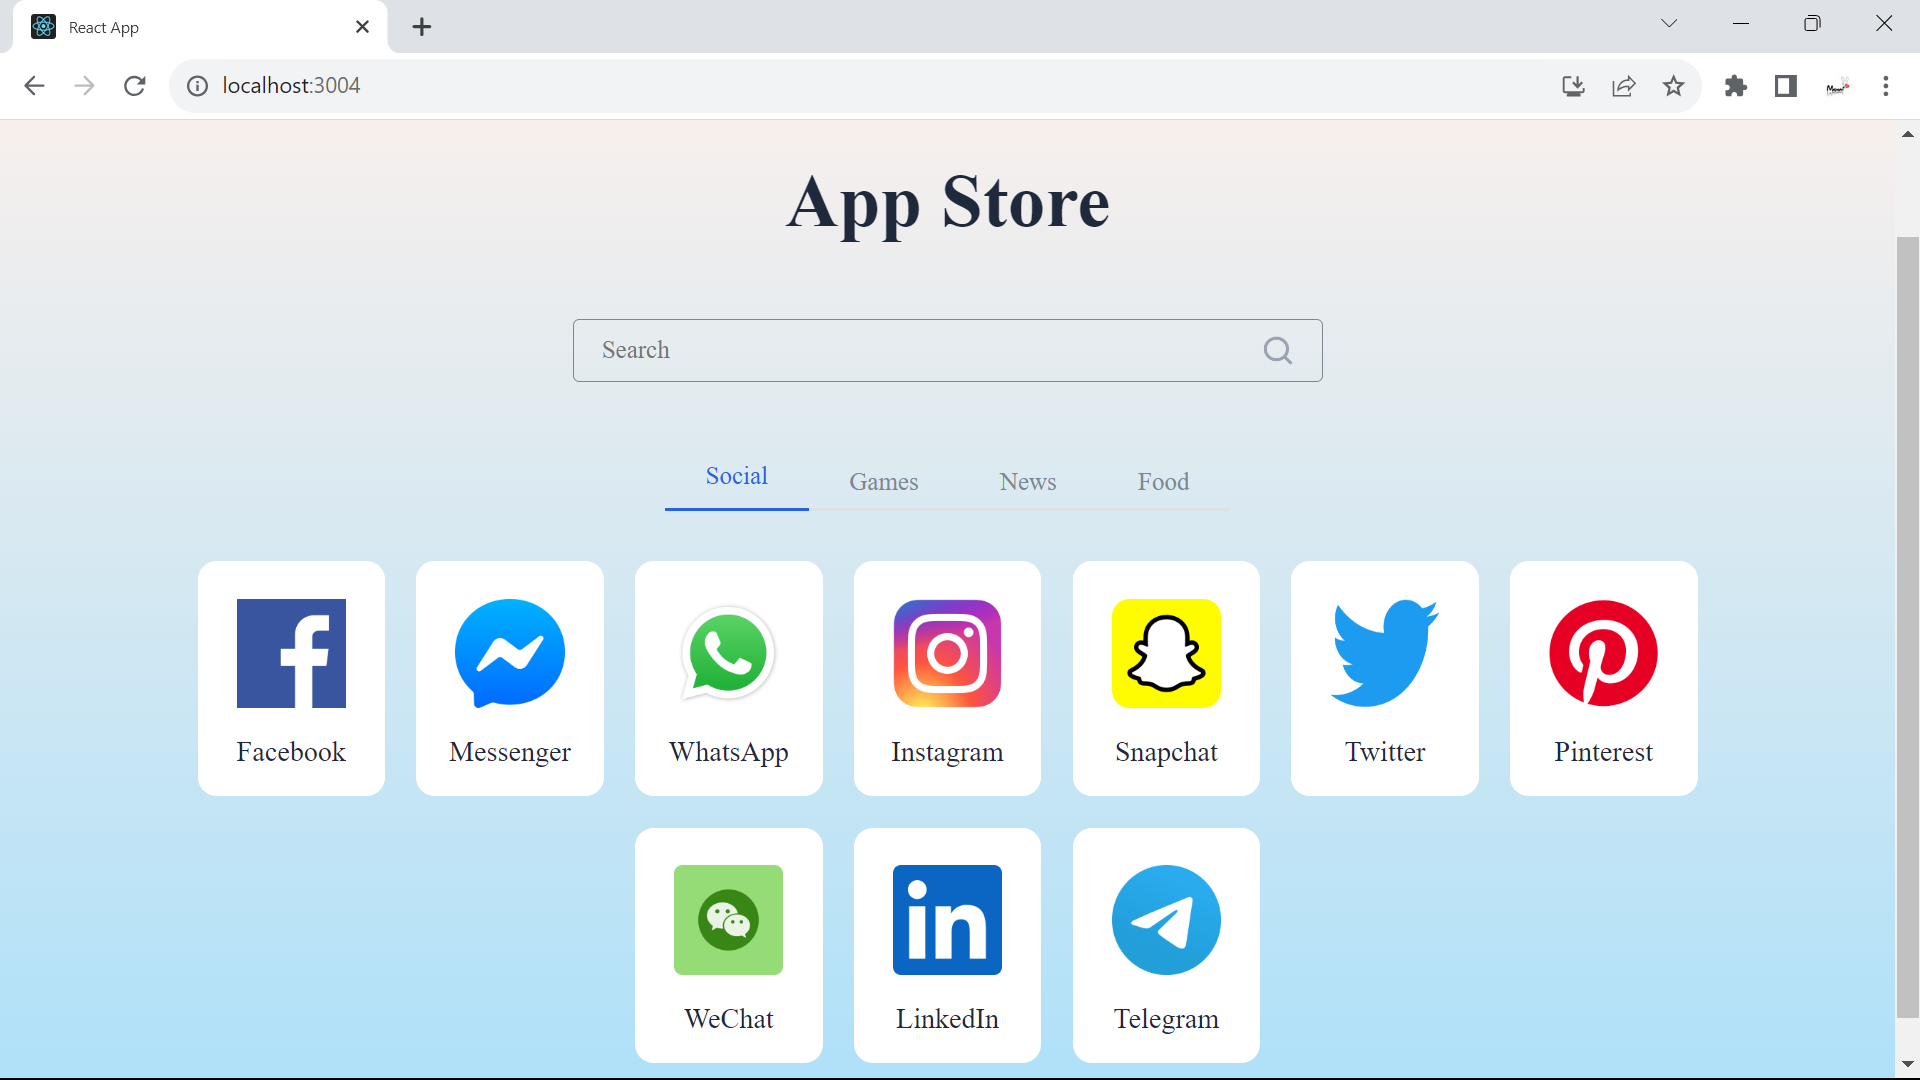 React App
localhost:3004
App Store
Search
Social Games News Food
Facebook Messenger WhatsApp Instagram Snapchat Twitter Pinterest
in
WeChat LinkedIn Telegram